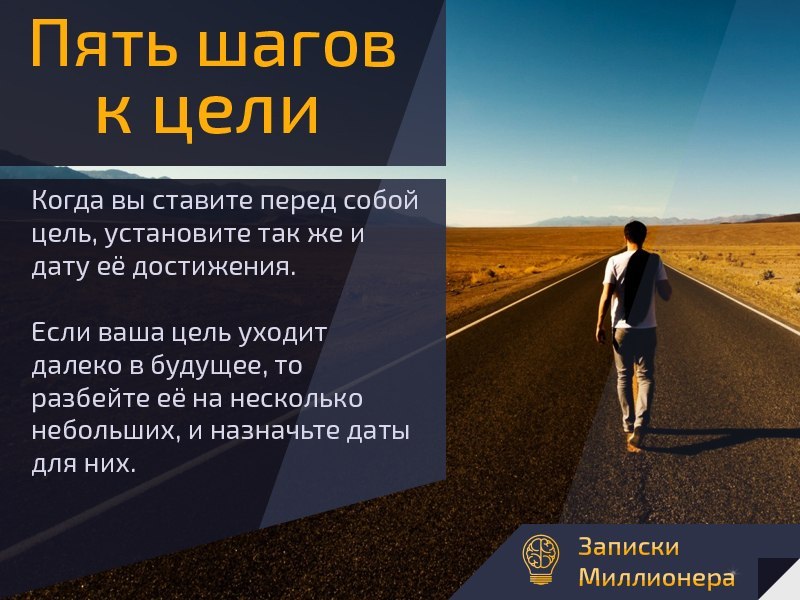 Пять шагов
к цели
Когда вы ставите перед собой
цель, установите так же и
дату её достижения.
Если ваша цель уходит
далеко в будущее, то
разбейте её на несколько
небольших, и назначьте даты
для них.
Записки
Миллионера